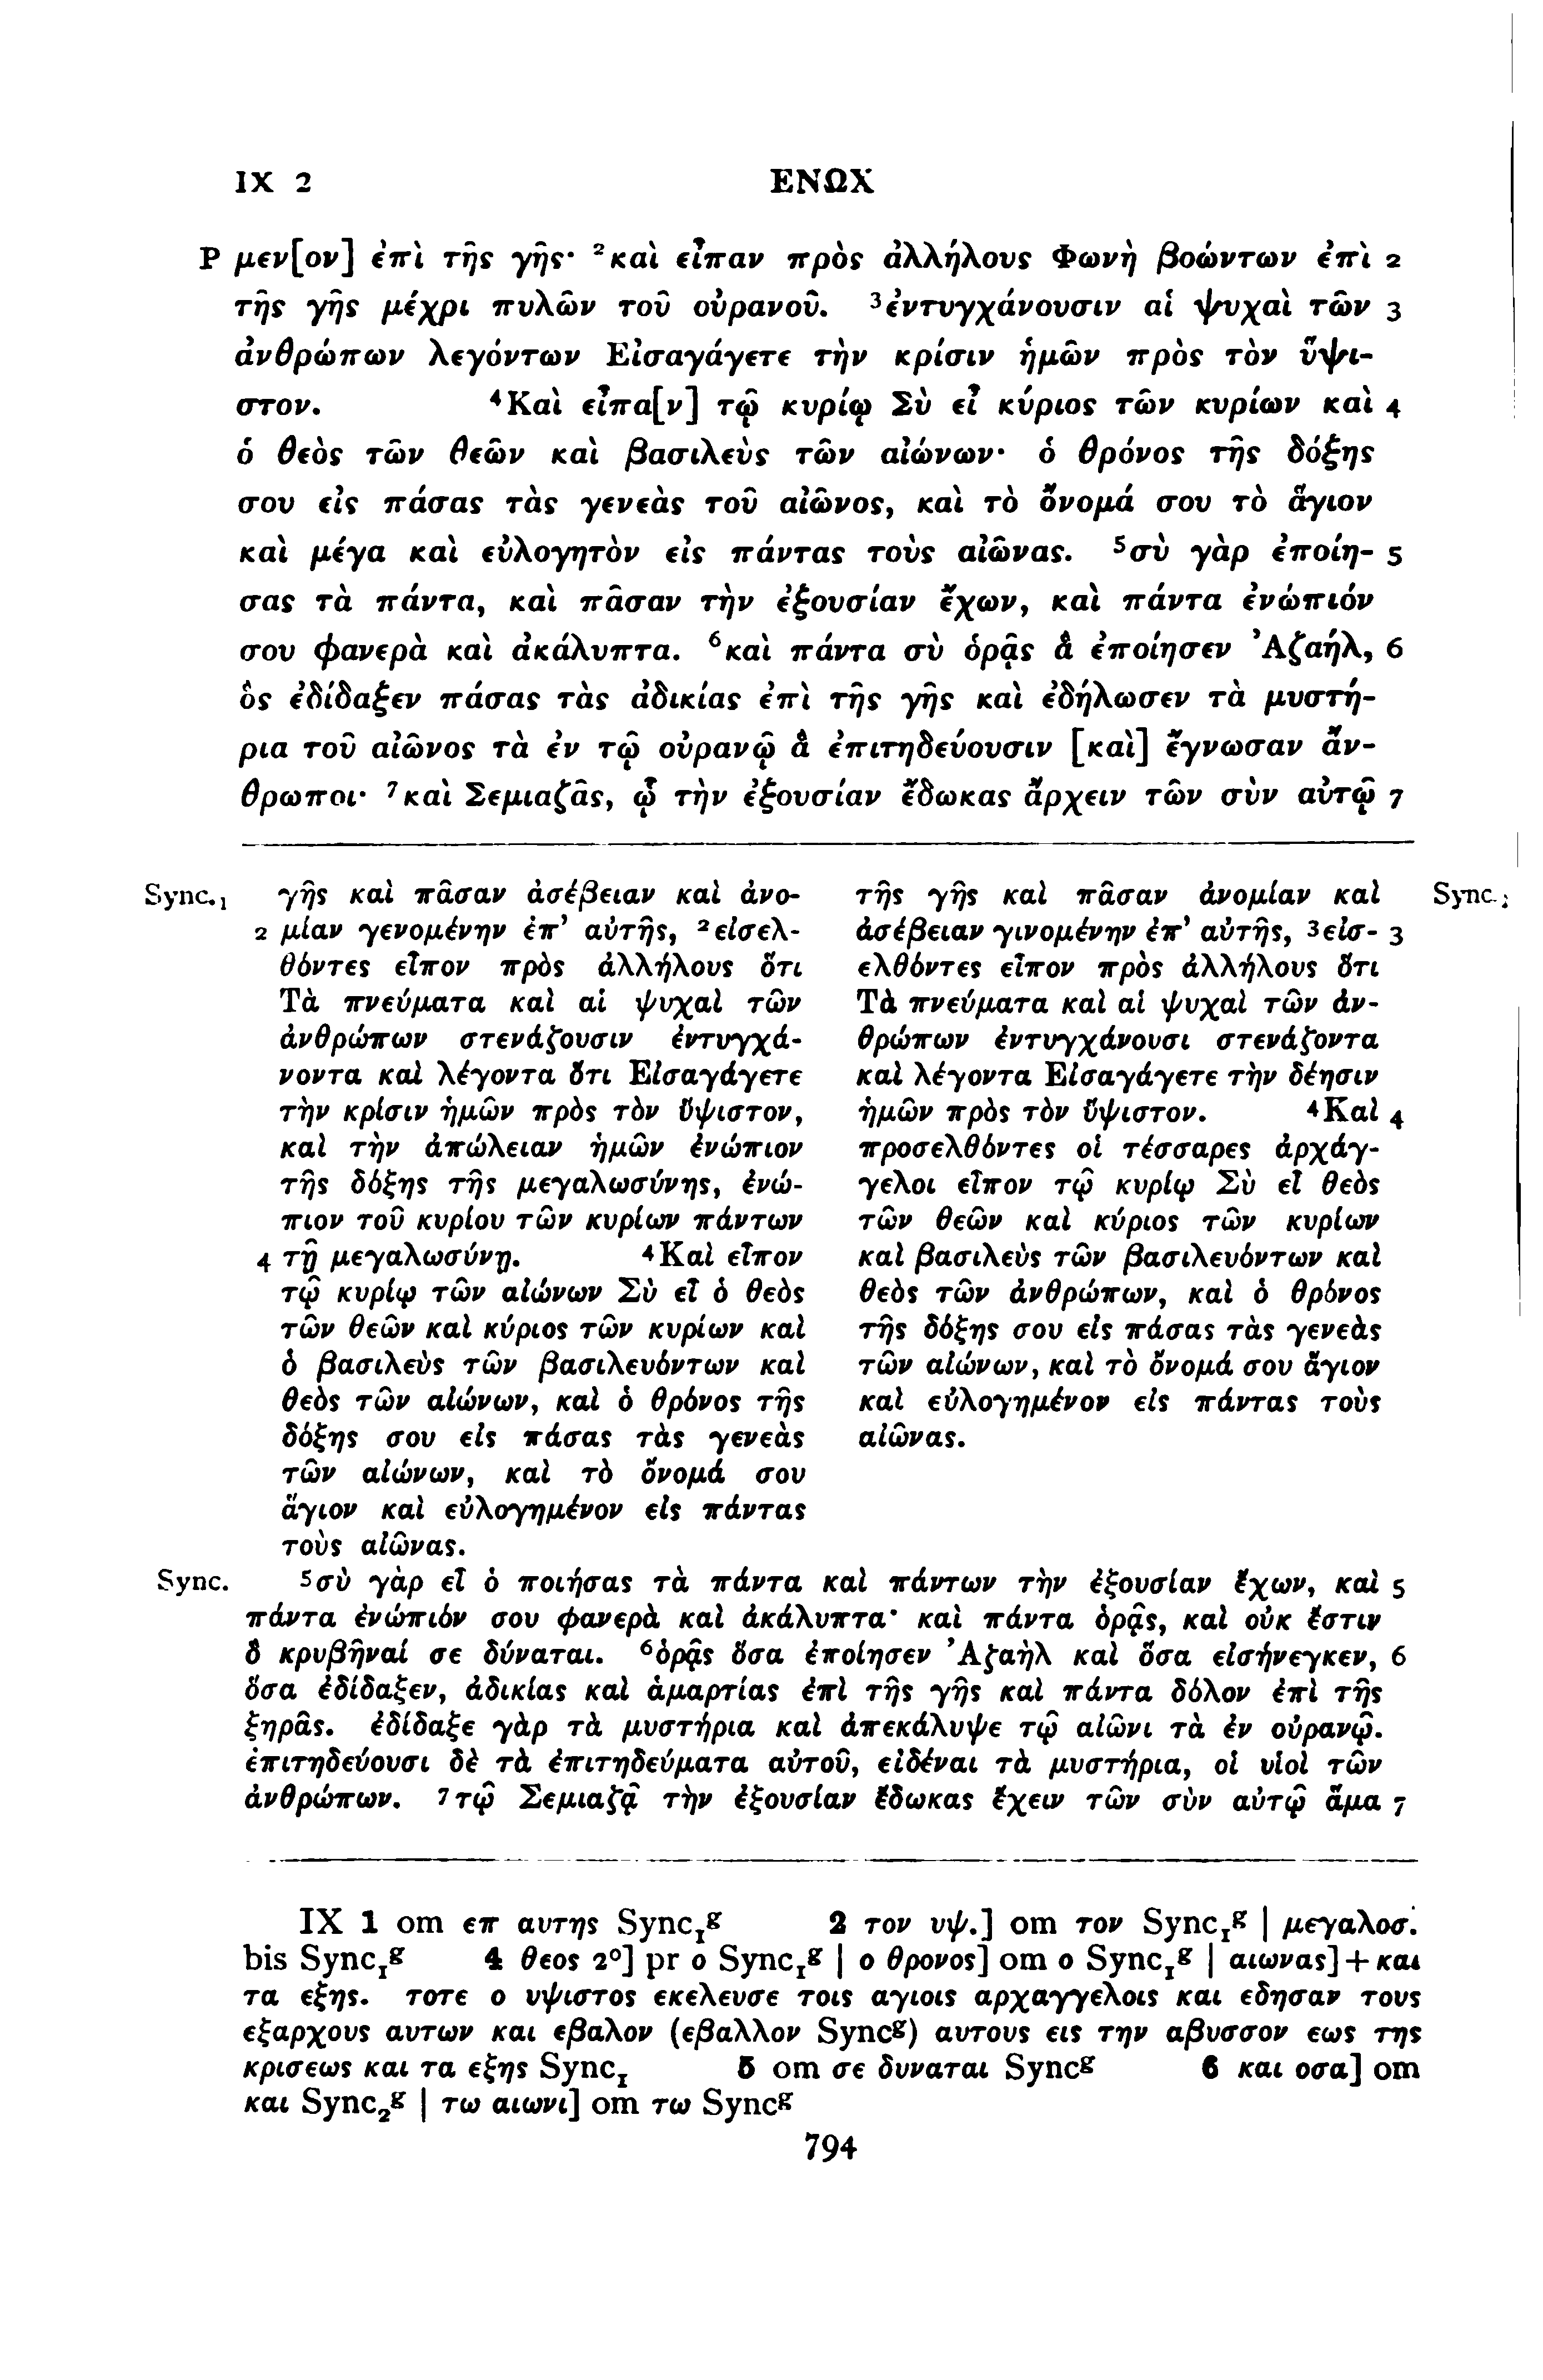 IX 2 ΕΝΩΧ
P μεν[ον] ἐπὶ τῆς γῆς· ²καὶ εἶπαν πρὸς ἀλλήλους Φωνὴ βοώντων ἐπὶ 2
τῆς γῆς μέχρι πυλῶν τοῦ οὐρανοῦ. ³ἐντυγχάνουσιν αἱ ψυχαὶ τῶν 3
ἀνθρώπων λεγόντων Εἰσαγάγετε τὴν κρίσιν ἡμῶν πρὸς τὸν ὕψι-
στον. ⁴Καὶ εἶπα[ν] τῷ κυρίῳ Σὺ εἶ κύριος τῶν κυρίων καὶ 4
ὁ θεὸς τῶν θεῶν καὶ βασιλεὺς τῶν αἰώνων· ὁ θρόνος τῆς δόξης
σου εἰς πάσας τὰς γενεὰς τοῦ αἰῶνος, καὶ τὸ ὄνομά σου τὸ ἅγιον
καὶ μέγα καὶ εὐλογητὸν εἰς πάντας τοὺς αἰῶνας. ⁵σὺ γὰρ ἐποίη- 5
σας τὰ πάντα, καὶ πᾶσαν τὴν ἐξουσίαν ἔχων, καὶ πάντα ἐνώπιόν
σου φανερὰ καὶ ἀκάλυπτα. ⁶καὶ πάντα σὺ ὁρᾷς ἃ ἐποίησεν Ἀζαήλ, 6
ὃς ἐδίδαξεν πάσας τὰς ἀδικίας ἐπὶ τῆς γῆς καὶ ἐδήλωσεν τὰ μυστή-
ρια τοῦ αἰῶνος τὰ ἐν τῷ οὐρανῷ ἃ ἐπιτηδεύουσιν [καὶ] ἔγνωσαν ἄν-
θρωποι· ⁷καὶ Σεμιαζᾶς, ᾧ τὴν ἐξουσίαν ἔδωκας ἄρχειν τῶν σὺν αὐτῷ 7
Sync.₁ γῆς καὶ πᾶσαν ἀσέβειαν καὶ ἀνο-
2 μίαν γενομένην ἐπ’ αὐτῆς, ²εἰσελ-
θόντες εἶπον πρὸς ἀλλήλους ὅτι
Τὰ πνεύματα καὶ αἱ ψυχαὶ τῶν
ἀνθρώπων στενάζουσιν ἐντυγχά-
νοντα καὶ λέγοντα ὅτι Εἰσαγάγετε
τὴν κρίσιν ἡμῶν πρὸς τὸν ὕψιστον,
καὶ τὴν ἀπώλειαν ἡμῶν ἐνώπιον
τῆς δόξης τῆς μεγαλωσύνης, ἐνώ-
πιον τοῦ κυρίου τῶν κυρίων πάντων
4 τῇ μεγαλωσύνῃ. ⁴Καὶ εἶπον
τῷ κυρίῳ τῶν αἰώνων Σὺ εἶ ὁ θεὸς
τῶν θεῶν καὶ κύριος τῶν κυρίων καὶ
ὁ βασιλεὺς τῶν βασιλευόντων καὶ
θεὸς τῶν αἰώνων, καὶ ὁ θρόνος τῆς
δόξης σου εἰς πάσας τὰς γενεὰς
τῶν αἰώνων, καὶ τὸ ὄνομά σου
ἅγιον καὶ εὐλογημένον εἰς πάντας
τοὺς αἰῶνας.
τῆς γῆς καὶ πᾶσαν ἀνομίαν καὶ Sync.
ἀσέβειαν γινομένην ἐπ’ αὐτῆς, ³εἰσ- 3
ελθόντες εἶπον πρὸς ἀλλήλους ὅτι
Τὰ πνεύματα καὶ αἱ ψυχαὶ τῶν ἀν-
θρώπων ἐντυγχάνουσι στενάζοντα
καὶ λέγοντα Εἰσαγάγετε τὴν δέησιν
ἡμῶν πρὸς τὸν ὕψιστον. ⁴Καὶ 4
προσελθόντες οἱ τέσσαρες ἀρχάγ-
γελοι εἶπον τῷ κυρίῳ Σὺ εἶ θεὸς
τῶν θεῶν καὶ κύριος τῶν κυρίων
καὶ βασιλεὺς τῶν βασιλευόντων καὶ
θεὸς τῶν ἀνθρώπων, καὶ ὁ θρόνος
τῆς δόξης σου εἰς πάσας τὰς γενεὰς
τῶν αἰώνων, καὶ τὸ ὄνομά σου ἅγιον
καὶ εὐλογημένον εἰς πάντας τοὺς
αἰῶνας.
Sync. ⁵σὺ γὰρ εἶ ὁ ποιήσας τὰ πάντα καὶ πάντων τὴν ἐξουσίαν ἔχων, καὶ 5
πάντα ἐνώπιόν σου φανερὰ καὶ ἀκάλυπτα· καὶ πάντα ὁρᾷς, καὶ οὐκ ἔστιν
ὃ κρυβῆναί σε δύναται. ⁶ὁρᾷς ὅσα ἐποίησεν Ἀζαὴλ καὶ ὅσα εἰσήνεγκεν, 6
ὅσα ἐδίδαξεν, ἀδικίας καὶ ἁμαρτίας ἐπὶ τῆς γῆς καὶ πάντα δόλον ἐπὶ τῆς
ξηρᾶς. ἐδίδαξε γὰρ τὰ μυστήρια καὶ ἀπεκάλυψε τῷ αἰῶνι τὰ ἐν οὐρανῷ.
ἐπιτηδεύουσι δὲ τὰ ἐπιτηδεύματα αὐτοῦ, εἰδέναι τὰ μυστήρια, οἱ υἱοὶ τῶν
ἀνθρώπων. ⁷τῷ Σεμιαζᾷ τὴν ἐξουσίαν ἔδωκας ἔχειν τῶν σὺν αὐτῷ ἅμα 7
IX 1 om επ αυτης Sync₁ᵍ 2 τον υψ.] om τον Sync₁ᵍ | μεγαλοσ.
bis Sync₁ᵍ 4 θεος 2º] pr ο Sync₁ᵍ | ο θρονος] om ο Sync₁ᵍ | αιωνας]+και
τα εξης. τοτε ο υψιστος εκελευσε τοις αγιοις αρχαγγελοις και εδησαν τους
εξαρχους αυτων και εβαλον (εβαλλον Syncᵍ) αυτους εις την αβυσσον εως της
κρισεως και τα εξης Sync₁ 5 om σε δυναται Syncᵍ 6 και οσα] om
και Sync₂ᵍ | τω αιωνι] om τω Syncᵍ
794